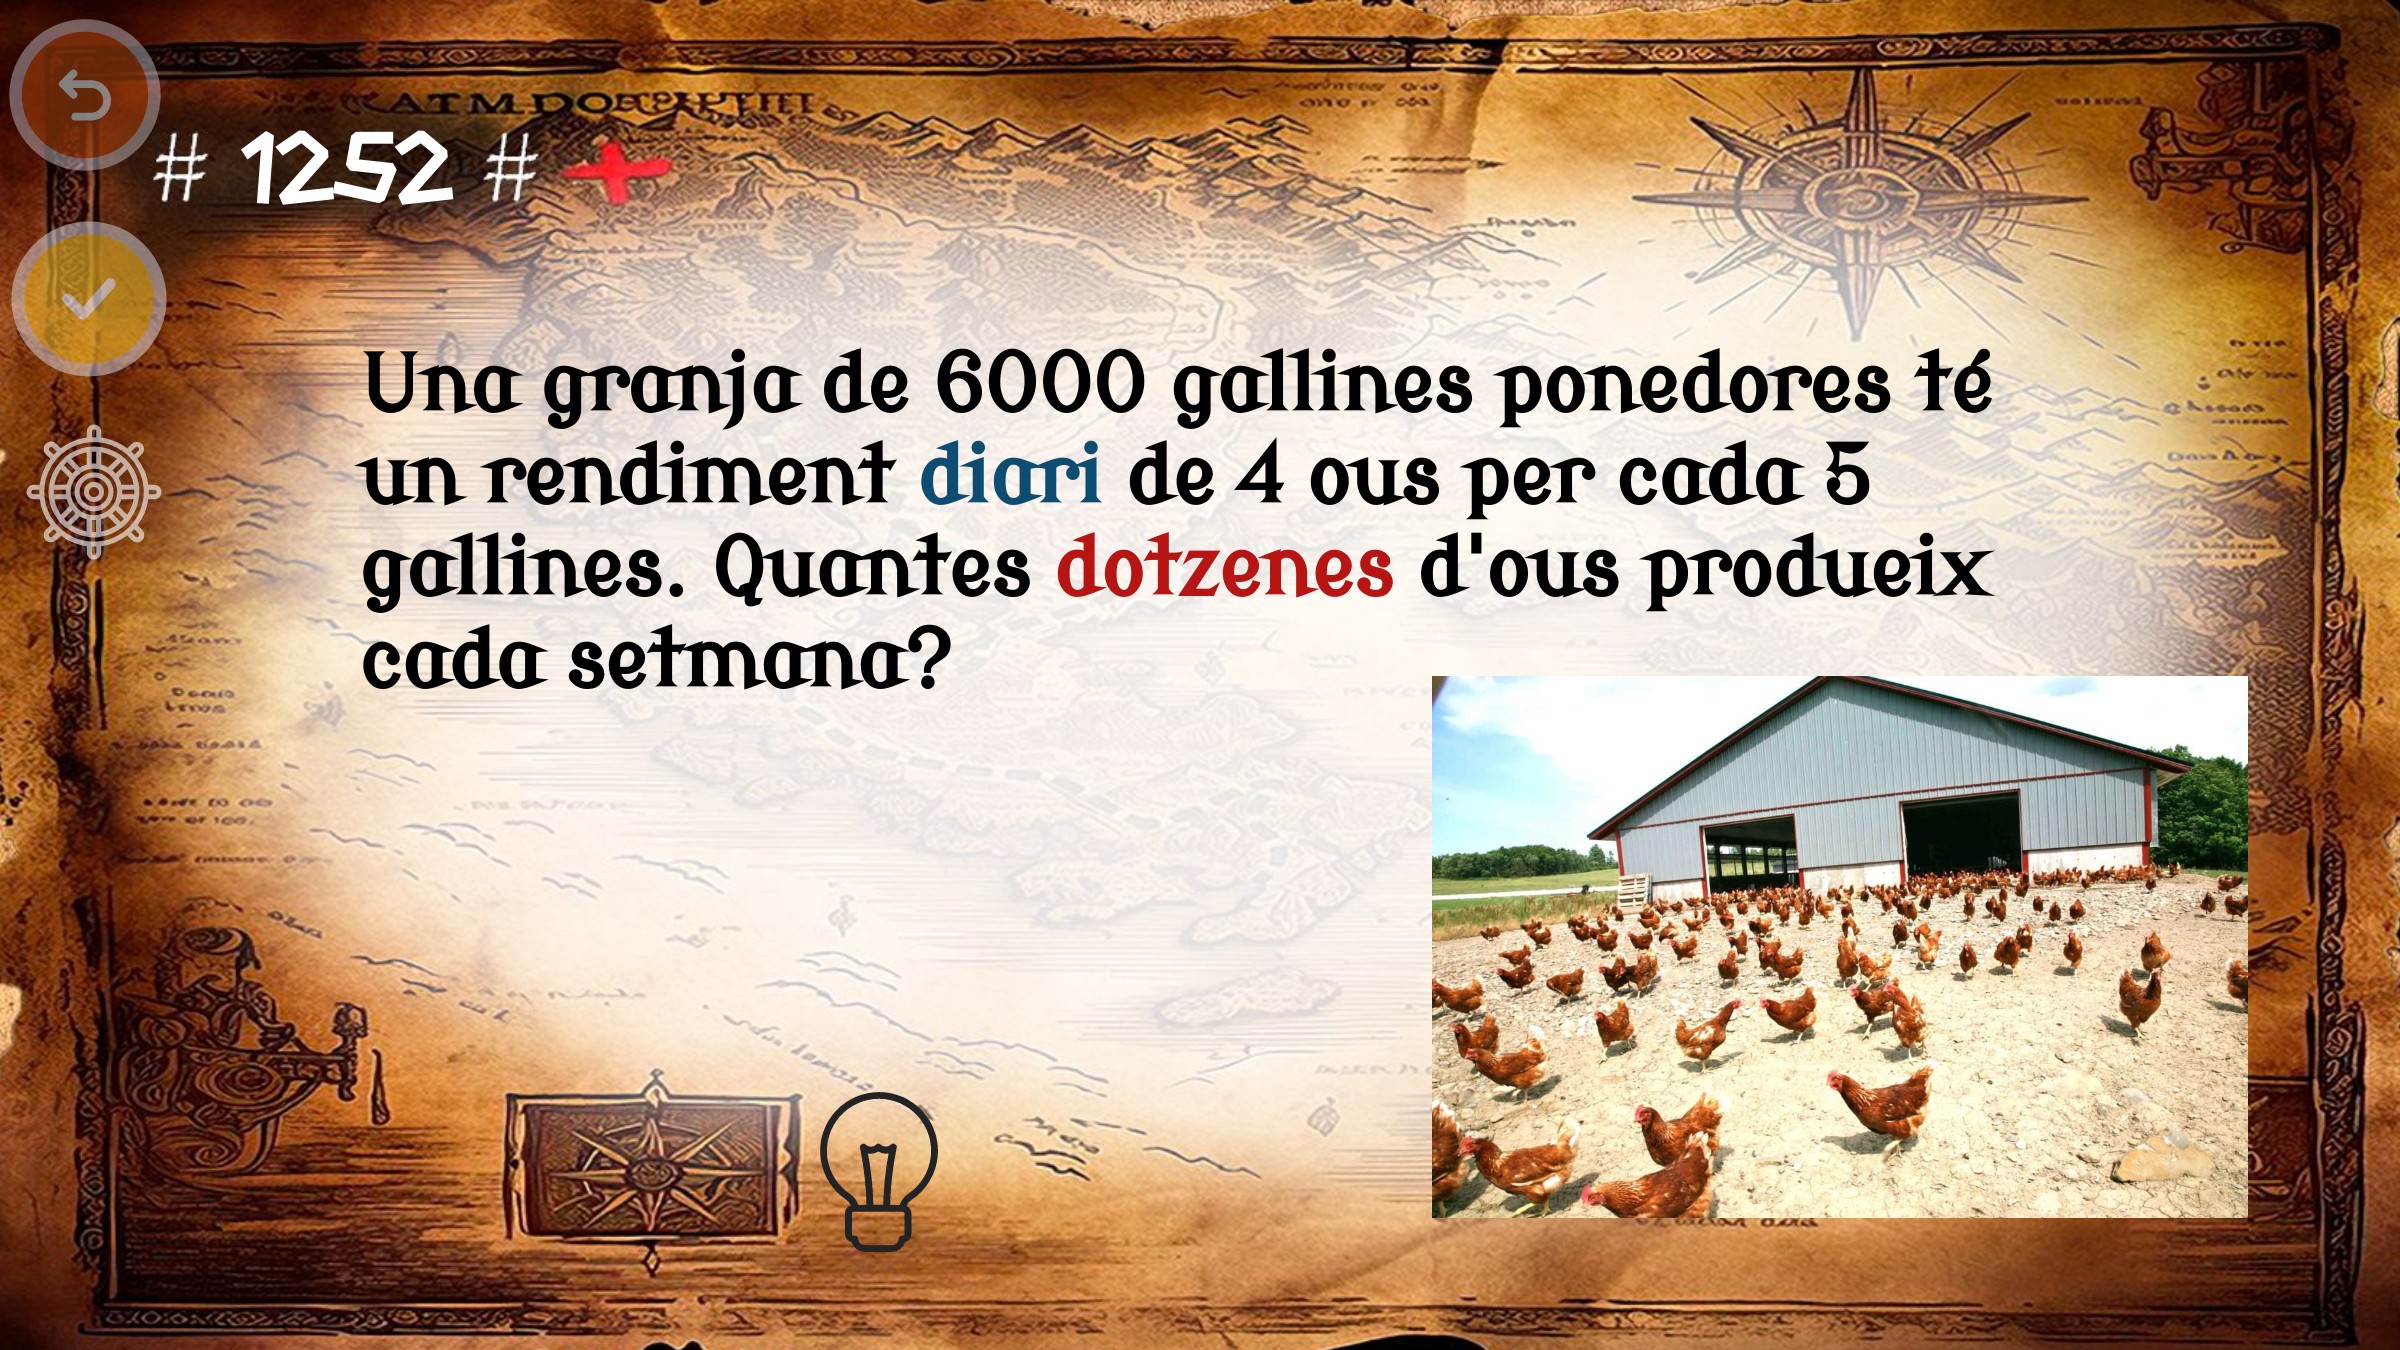 # 1252 #
Una granja de 6000 gallines ponedores té
un rendiment diari de 4 ous per cada 5
gallines. Quantes dotzenes d'ous produeix
cada setmana?